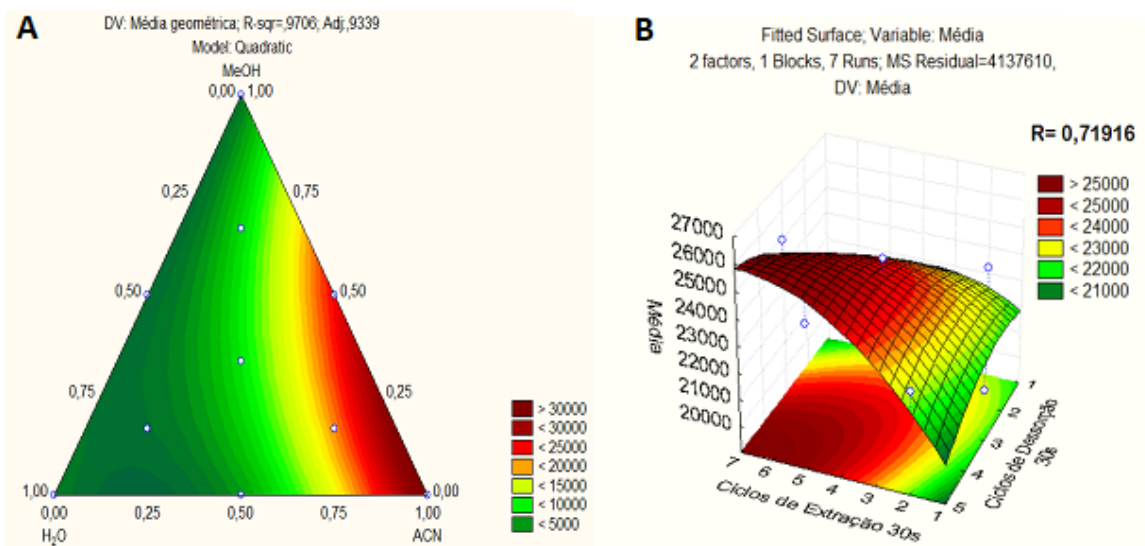 A
DV: Média geométrica; R-sqr=,9706; Adj:,9339
Model: Quadratic
MeOH
0,00 1,00
0,25 0,75
0,50 0,50
0,75 0,25
1,00 0,00
0,00 0,25 0,50 0,75 1,00
H₂O ACN
> 30000
< 30000
< 25000
< 20000
< 15000
< 10000
< 5000
B
Fitted Surface; Variable: Média
2 factors, 1 Blocks, 7 Runs; MS Residual=4137610,
DV: Média
R= 0,71916
> 25000
< 25000
< 24000
< 23000
< 22000
< 21000
27000
26000
25000
24000
23000
22000
21000
20000
Média
7 6 5 4 3 2 1
Ciclos de Extração 30s
1
2
3
4
5
Ciclos de Dessorção
30s